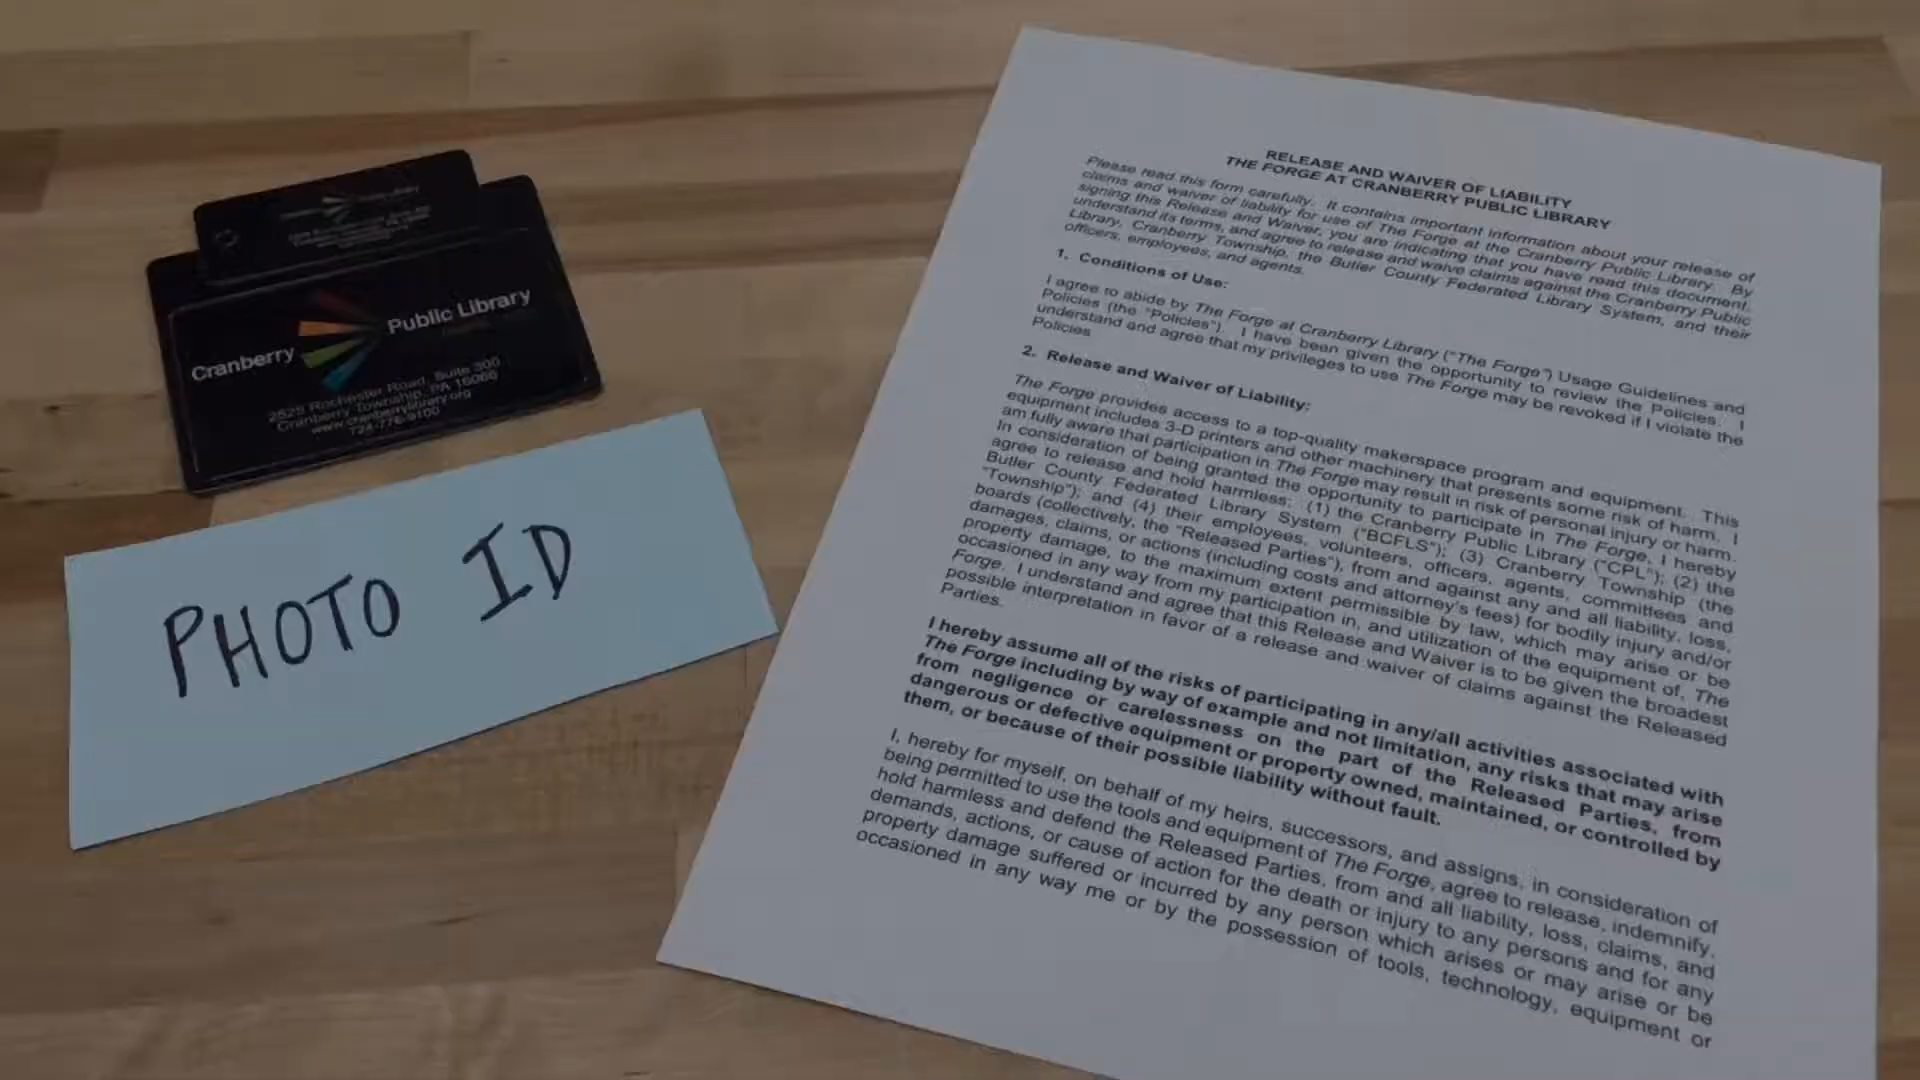 Cranberry Public Library
2525 Rochester Road, Suite 300
Cranberry Township, PA 16066
www.cranberrylibrary.org
724-776-9100
PHOTO ID
RELEASE AND WAIVER OF LIABILITY
THE FORGE AT CRANBERRY PUBLIC LIBRARY
Please read this form carefully. It contains important information about your release of
claims and waiver of liability for use of The Forge at the Cranberry Public Library. By
signing this Release and Waiver, you are indicating that you have read this document,
understand its terms, and agree to release and waive claims against the Cranberry Public
Library, Cranberry Township, the Butler County Federated Library System, and their
officers, employees, and agents.
1. Conditions of Use:
I agree to abide by The Forge at Cranberry Library ("The Forge") Usage Guidelines and
Policies (the "Policies"). I have been given the opportunity to review the Policies. I
understand and agree that my privileges to use The Forge may be revoked if I violate the
Policies.
2. Release and Waiver of Liability:
The Forge provides access to a top-quality makerspace program and equipment. This
equipment includes 3-D printers and other machinery that presents some risk of harm. I
am fully aware that participation in The Forge may result in risk of personal injury or harm.
In consideration of being granted the opportunity to participate in The Forge, I hereby
agree to release and hold harmless: (1) the Cranberry Public Library ("CPL"); (2) the
Butler County Federated Library System ("BCFLS"); (3) Cranberry Township (the
"Township"); and (4) their employees, volunteers, officers, agents, committees and
boards (collectively, the "Released Parties"), from and against any and all liability, loss,
damages, claims, or actions (including costs and attorney's fees) for bodily injury and/or
property damage, to the maximum extent permissible by law, which may arise or be
occasioned in any way from my participation in, and utilization of the equipment of, The
Forge. I understand and agree that this Release and Waiver is to be given the broadest
possible interpretation in favor of a release and waiver of claims against the Released
Parties.
I hereby assume all of the risks of participating in any/all activities associated with
The Forge including by way of example and not limitation, any risks that may arise
from negligence or carelessness on the part of the Released Parties, from
dangerous or defective equipment or property owned, maintained, or controlled by
them, or because of their possible liability without fault.
I, hereby for myself, on behalf of my heirs, successors, and assigns, in consideration of
being permitted to use the tools and equipment of The Forge, agree to release, indemnify,
hold harmless and defend the Released Parties, from and all liability, loss, claims, and
demands, actions, or cause of action for the death or injury to any persons and for any
property damage suffered or incurred by any person which arises or may arise or be
occasioned in any way me or by the possession of tools, technology, equipment or